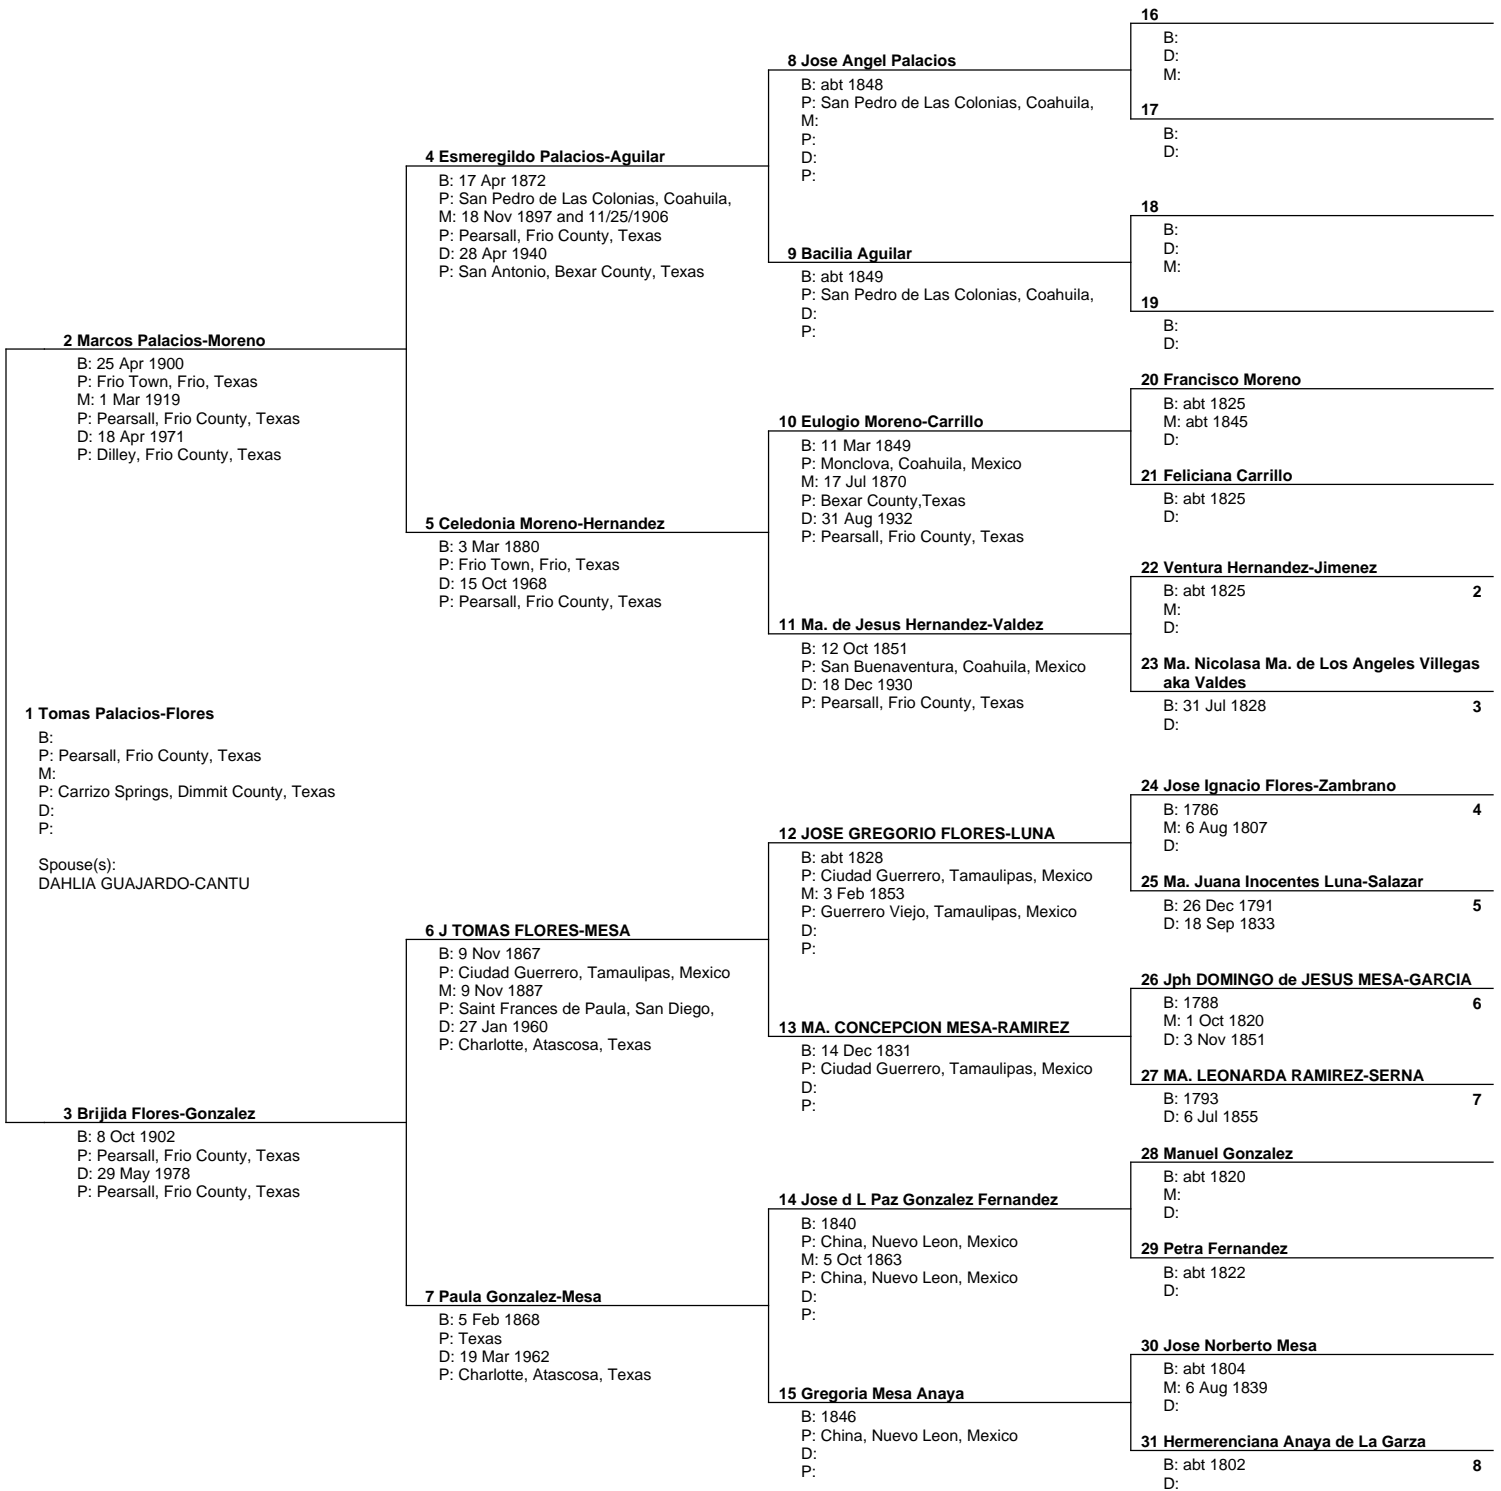 16
B:
D:
M:
8 Jose Angel Palacios
B: abt 1848
P: San Pedro de Las Colonias, Coahuila,
M:
P:
D:
P:
17
B:
D:
4 Esmeregildo Palacios-Aguilar
B: 17 Apr 1872
P: San Pedro de Las Colonias, Coahuila,
M: 18 Nov 1897 and 11/25/1906
P: Pearsall, Frio County, Texas
D: 28 Apr 1940
P: San Antonio, Bexar County, Texas
18
B:
D:
M:
9 Bacilia Aguilar
B: abt 1849
P: San Pedro de Las Colonias, Coahuila,
D:
P:
19
B:
D:
2 Marcos Palacios-Moreno
B: 25 Apr 1900
P: Frio Town, Frio, Texas
M: 1 Mar 1919
P: Pearsall, Frio County, Texas
D: 18 Apr 1971
P: Dilley, Frio County, Texas
20 Francisco Moreno
B: abt 1825
M: abt 1845
D:
10 Eulogio Moreno-Carrillo
B: 11 Mar 1849
P: Monclova, Coahuila, Mexico
M: 17 Jul 1870
P: Bexar County,Texas
D: 31 Aug 1932
P: Pearsall, Frio County, Texas
21 Feliciana Carrillo
B: abt 1825
D:
5 Celedonia Moreno-Hernandez
B: 3 Mar 1880
P: Frio Town, Frio, Texas
D: 15 Oct 1968
P: Pearsall, Frio County, Texas
22 Ventura Hernandez-Jimenez
B: abt 1825 2
M:
D:
11 Ma. de Jesus Hernandez-Valdez
B: 12 Oct 1851
P: San Buenaventura, Coahuila, Mexico
D: 18 Dec 1930
P: Pearsall, Frio County, Texas
23 Ma. Nicolasa Ma. de Los Angeles Villegas
aka Valdes
B: 31 Jul 1828 3
D:
1 Tomas Palacios-Flores
B:
P: Pearsall, Frio County, Texas
M:
P: Carrizo Springs, Dimmit County, Texas
D:
P:
Spouse(s):
DAHLIA GUAJARDO-CANTU
24 Jose Ignacio Flores-Zambrano
B: 1786 4
M: 6 Aug 1807
D:
12 JOSE GREGORIO FLORES-LUNA
B: abt 1828
P: Ciudad Guerrero, Tamaulipas, Mexico
M: 3 Feb 1853
P: Guerrero Viejo, Tamaulipas, Mexico
D:
P:
25 Ma. Juana Inocentes Luna-Salazar
B: 26 Dec 1791 5
D: 18 Sep 1833
6 J TOMAS FLORES-MESA
B: 9 Nov 1867
P: Ciudad Guerrero, Tamaulipas, Mexico
M: 9 Nov 1887
P: Saint Frances de Paula, San Diego,
D: 27 Jan 1960
P: Charlotte, Atascosa, Texas
26 Jph DOMINGO de JESUS MESA-GARCIA
B: 1788 6
M: 1 Oct 1820
D: 3 Nov 1851
13 MA. CONCEPCION MESA-RAMIREZ
B: 14 Dec 1831
P: Ciudad Guerrero, Tamaulipas, Mexico
D:
P:
27 MA. LEONARDA RAMIREZ-SERNA
B: 1793 7
D: 6 Jul 1855
3 Brijida Flores-Gonzalez
B: 8 Oct 1902
P: Pearsall, Frio County, Texas
D: 29 May 1978
P: Pearsall, Frio County, Texas
28 Manuel Gonzalez
B: abt 1820
M:
D:
14 Jose d L Paz Gonzalez Fernandez
B: 1840
P: China, Nuevo Leon, Mexico
M: 5 Oct 1863
P: China, Nuevo Leon, Mexico
D:
P:
29 Petra Fernandez
B: abt 1822
D:
7 Paula Gonzalez-Mesa
B: 5 Feb 1868
P: Texas
D: 19 Mar 1962
P: Charlotte, Atascosa, Texas
30 Jose Norberto Mesa
B: abt 1804
M: 6 Aug 1839
D:
15 Gregoria Mesa Anaya
B: 1846
P: China, Nuevo Leon, Mexico
D:
P:
31 Hermerenciana Anaya de La Garza
B: abt 1802 8
D: